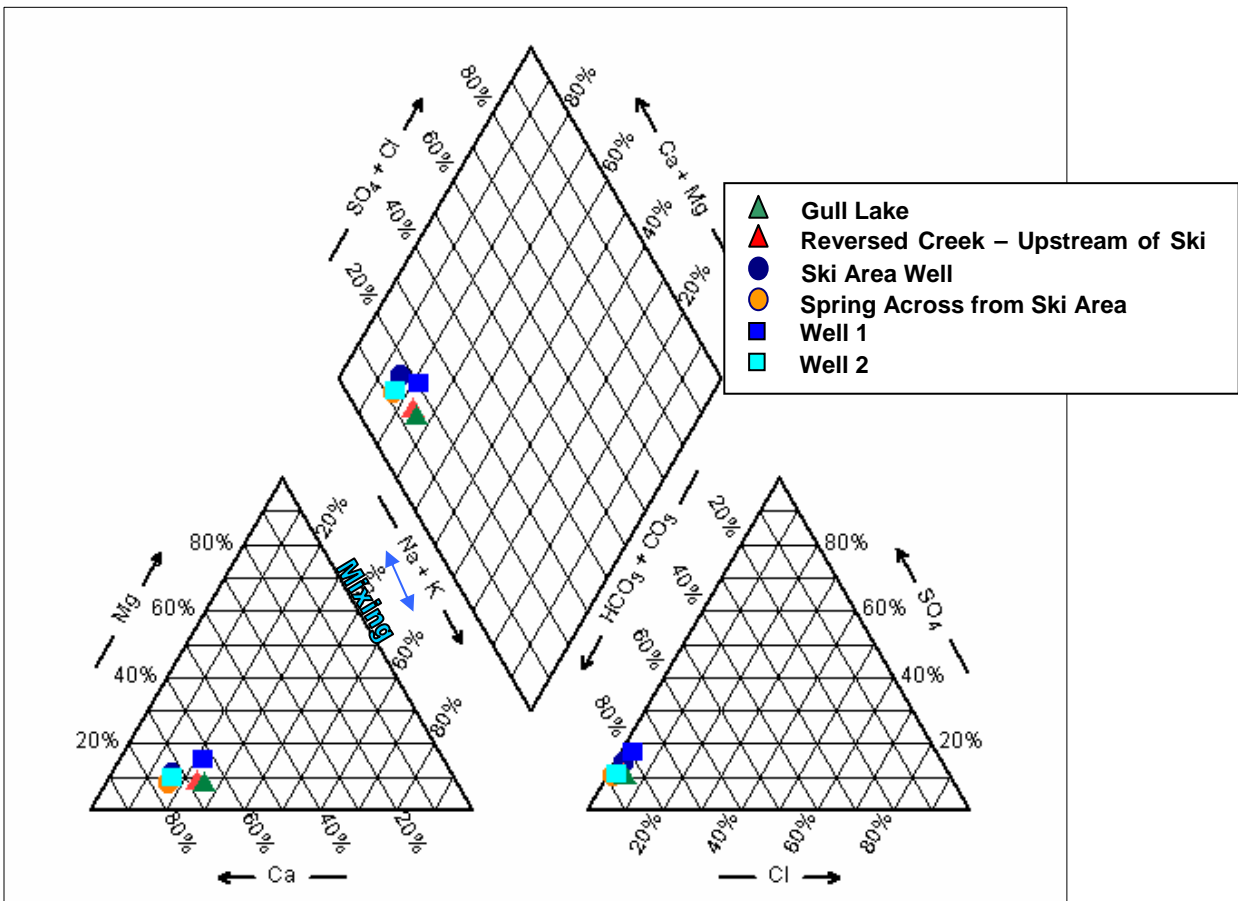 80%
80%
SO4 + Cl
60%
60%
Ca + Mg
40%
40%
20%
20%
Gull Lake
Reversed Creek – Upstream of Ski
Ski Area Well
Spring Across from Ski Area
Well 1
Well 2
Na + K
HCO3 + CO3
Mg
80%
60%
40%
20%
20%
Mixing
60%
80%
80%
60%
40%
20%
Ca
20%
40%
60%
80%
80%
60%
40%
20%
SO4
20%
40%
60%
80%
Cl